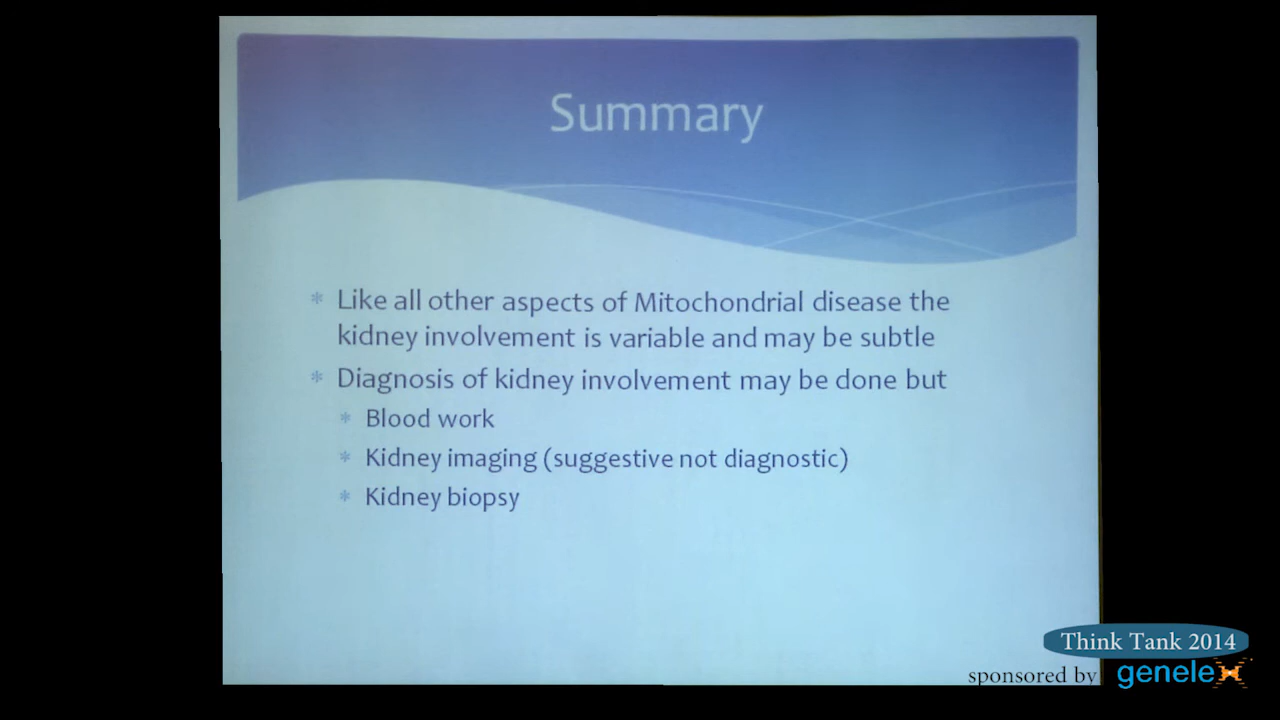 Summary
* Like all other aspects of Mitochondrial disease the
kidney involvement is variable and may be subtle
* Diagnosis of kidney involvement may be done but
* Blood work
* Kidney imaging (suggestive not diagnostic)
* Kidney biopsy
Think Tank 2014
sponsored by genelex